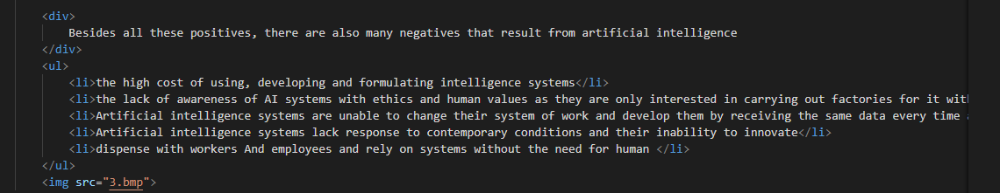 <div>
Besides all these positives, there are also many negatives that result from artificial intelligence
</div>
<ul>
<li>the high cost of using, developing and formulating intelligence systems</li>
<li>the lack of awareness of AI systems with ethics and human values as they are only interested in carrying out factories for it
<li>Artificial intelligence systems are unable to change their system of work and develop them by receiving the same data every time
<li>Artificial intelligence systems lack response to contemporary conditions and their inability to innovate</li>
<li>dispense with workers And employees and rely on systems without the need for human </li>
</ul>
<img src="3.bmp">